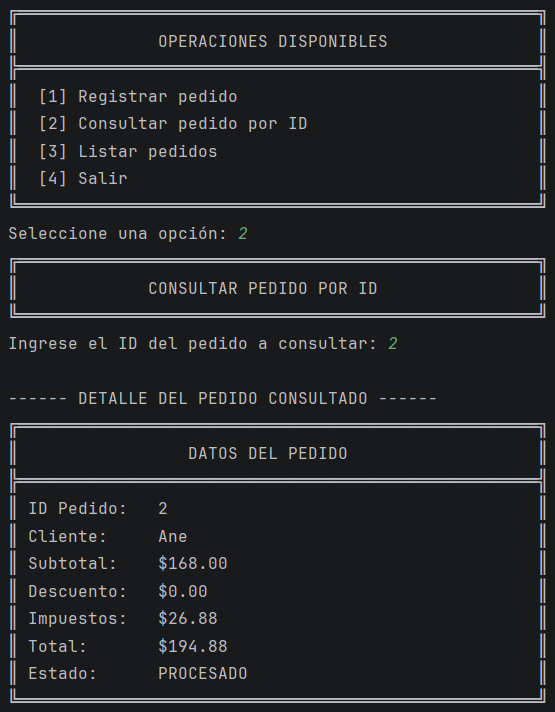 OPERACIONES DISPONIBLES
[1] Registrar pedido
[2] Consultar pedido por ID
[3] Listar pedidos
[4] Salir
Seleccione una opción: 2
CONSULTAR PEDIDO POR ID
Ingrese el ID del pedido a consultar: 2
------ DETALLE DEL PEDIDO CONSULTADO ------
DATOS DEL PEDIDO
ID Pedido: 2
Cliente: Ane
Subtotal: $168.00
Descuento: $0.00
Impuestos: $26.88
Total: $194.88
Estado: PROCESADO